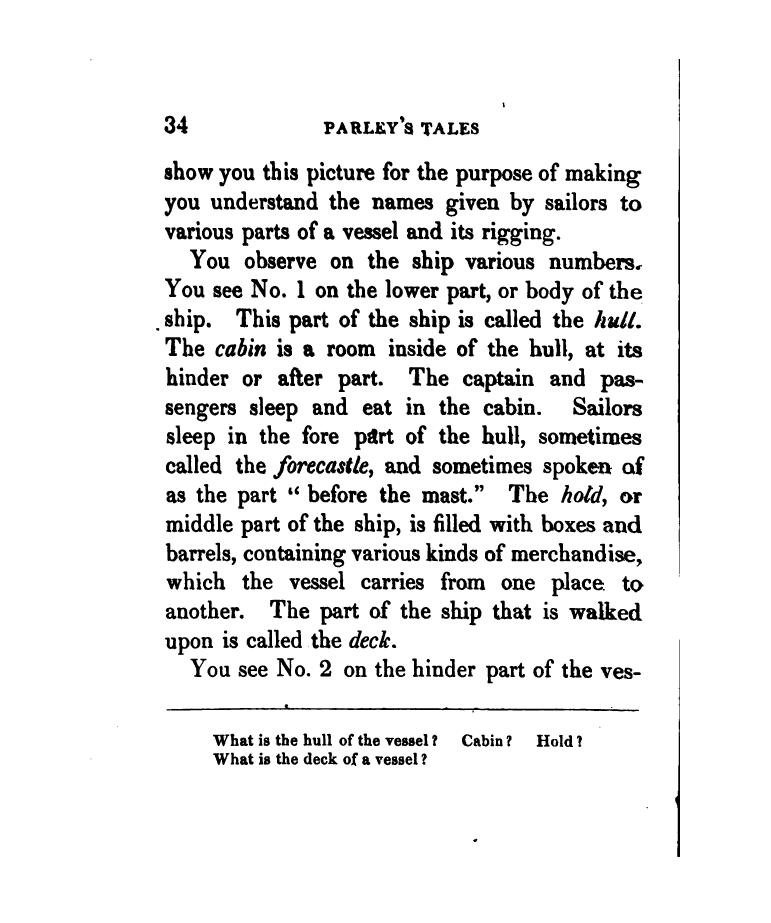 34 PARLEY'S TALES
show you this picture for the purpose of making
you understand the names given by sailors to
various parts of a vessel and its rigging.
You observe on the ship various numbers.
You see No. 1 on the lower part, or body of the
ship. This part of the ship is called the hull.
The cabin is a room inside of the hull, at its
hinder or after part. The captain and pas-
sengers sleep and eat in the cabin. Sailors
sleep in the fore part of the hull, sometimes
called the forecastle, and sometimes spoken of
as the part “ before the mast.” The hold, or
middle part of the ship, is filled with boxes and
barrels, containing various kinds of merchandise,
which the vessel carries from one place to
another. The part of the ship that is walked
upon is called the deck.
You see No. 2 on the hinder part of the ves-
What is the hull of the vessel? Cabin? Hold?
What is the deck of a vessel?